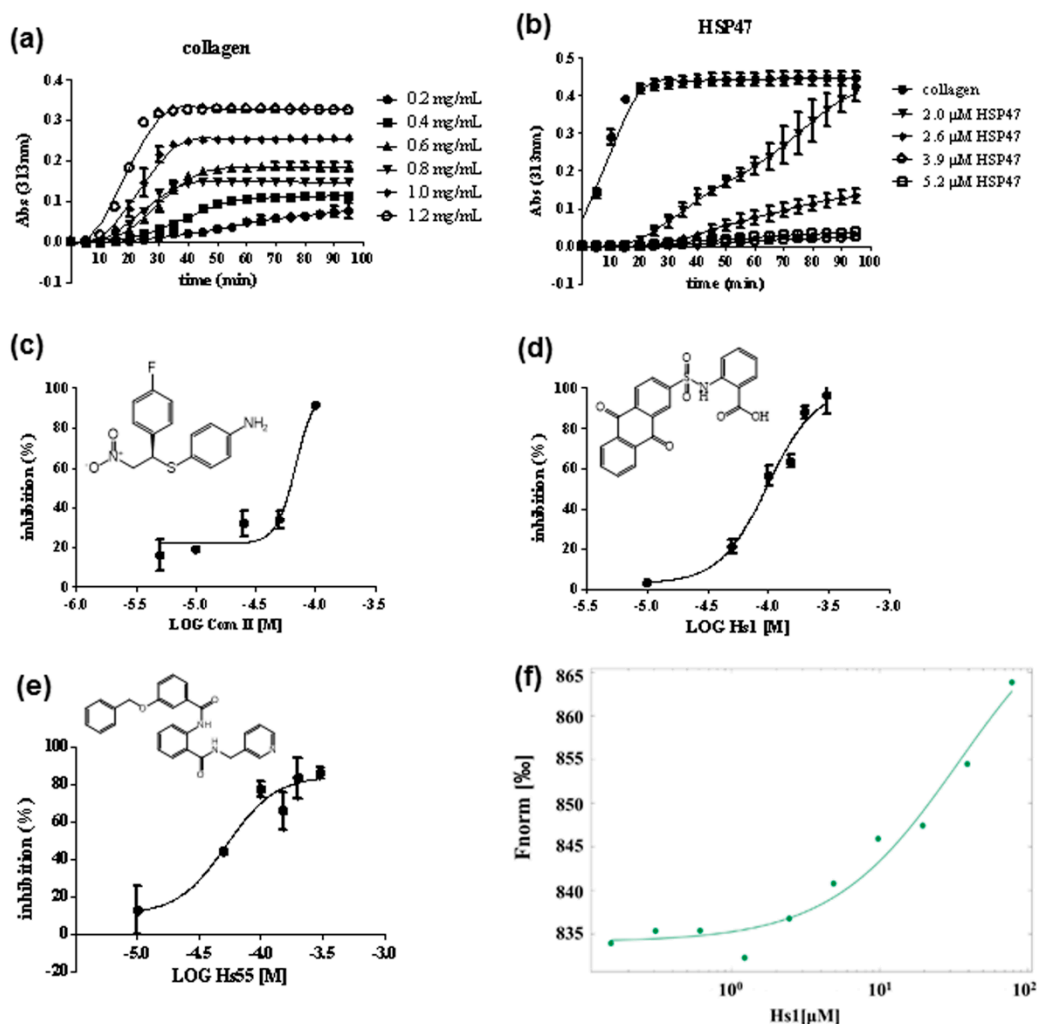 (a)
collagen
Abs (313nm)
0.4
0.3
0.2
0.1
0.0
-0.1
10 20 30 40 50 60 70 80 90 100
time (min)
0.2 mg/mL
0.4 mg/mL
0.6 mg/mL
0.8 mg/mL
1.0 mg/mL
1.2 mg/mL
(b)
HSP47
Abs (313nm)
0.5
0.4
0.3
0.2
0.1
0.0
-0.1
10 20 30 40 50 60 70 80 90 100
time (min)
collagen
2.0 µM HSP47
2.6 µM HSP47
3.9 µM HSP47
5.2 µM HSP47
(c)
F
NH2
O
N+
-O
S
inhibition (%)
100
80
60
40
20
0
-6.0 -5.5 -5.0 -4.5 -4.0 -3.5
LOG Com II [M]
(d)
O
S
O
N
H
O
OH
O
O
inhibition (%)
100
80
60
40
20
0
-5.5 -5.0 -4.5 -4.0 -3.5 -3.0
LOG Hs1 [M]
(e)
O
O
NH
H
N
O
N
inhibition (%)
100
80
60
40
20
0
-20
-5.0 -4.5 -4.0 -3.5 -3.0
LOG Hs55 [M]
(f)
Fnorm [‰]
865
860
855
850
845
840
835
10⁰ 10¹ 10²
Hs1[µM]